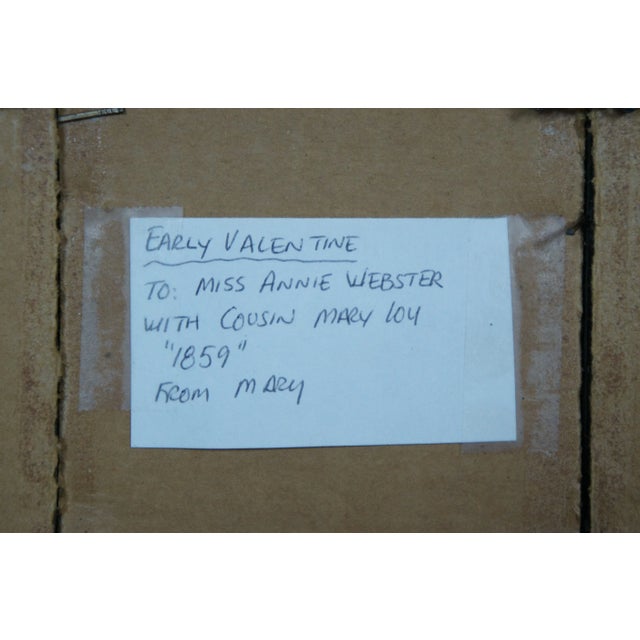 EARLY VALENTINE
TO: MISS ANNIE WEBSTER
WITH COUSIN MARY LOU
"1859"
FROM MARY